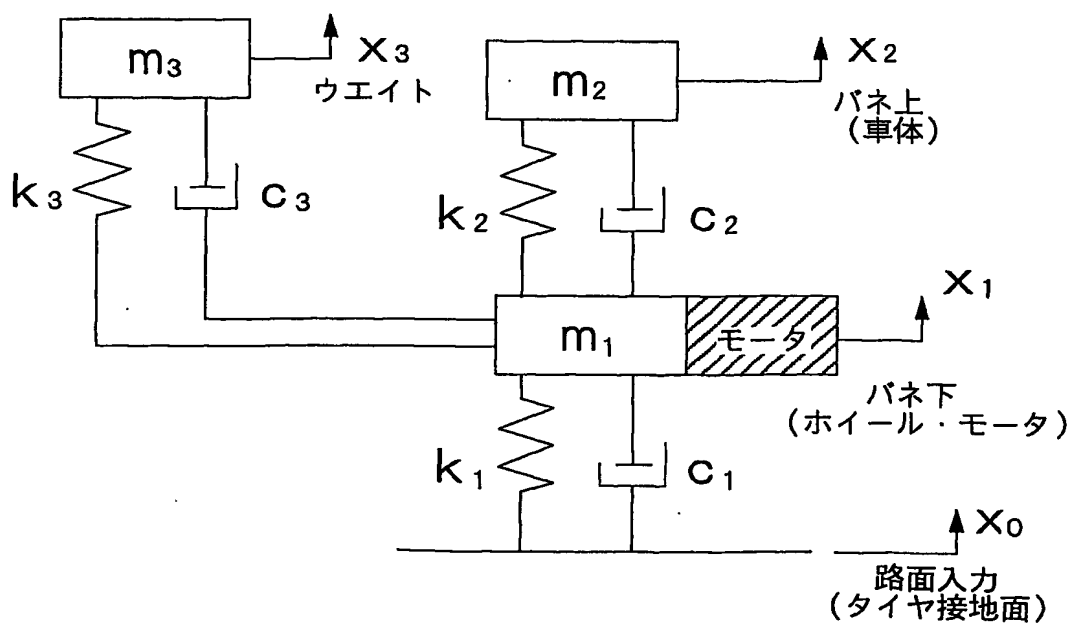 m₃
x₃
ウエイト
m₂
x₂
バネ上
(車体)
k₃
c₃
k₂
c₂
m₁
モータ
x₁
バネ下
(ホイール・モータ)
k₁
c₁
x₀
路面入力
(タイヤ接地面)